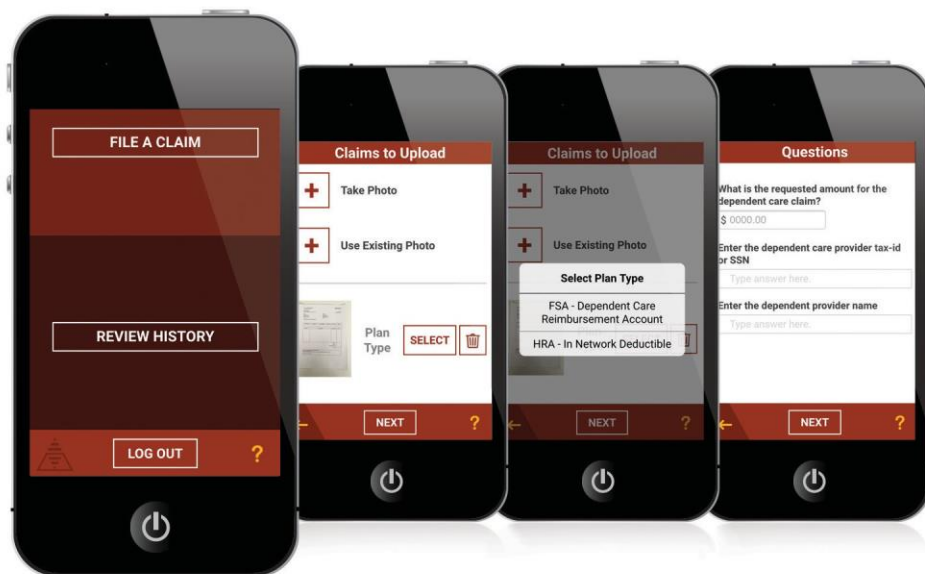 FILE A CLAIM
REVIEW HISTORY
LOG OUT
?
Claims to Upload
+ Take Photo
+ Use Existing Photo
Plan
Type
SELECT
NEXT
?
Claims to Upload
+ Take Photo
+ Use Existing Photo
Select Plan Type
FSA - Dependent Care
Reimbursement Account
HRA - In Network Deductible
NEXT
?
Questions
What is the requested amount for the
dependent care claim?
$ 0000.00
Enter the dependent care provider tax-id
or SSN
Type answer here.
Enter the dependent provider name
Type answer here.
NEXT
?